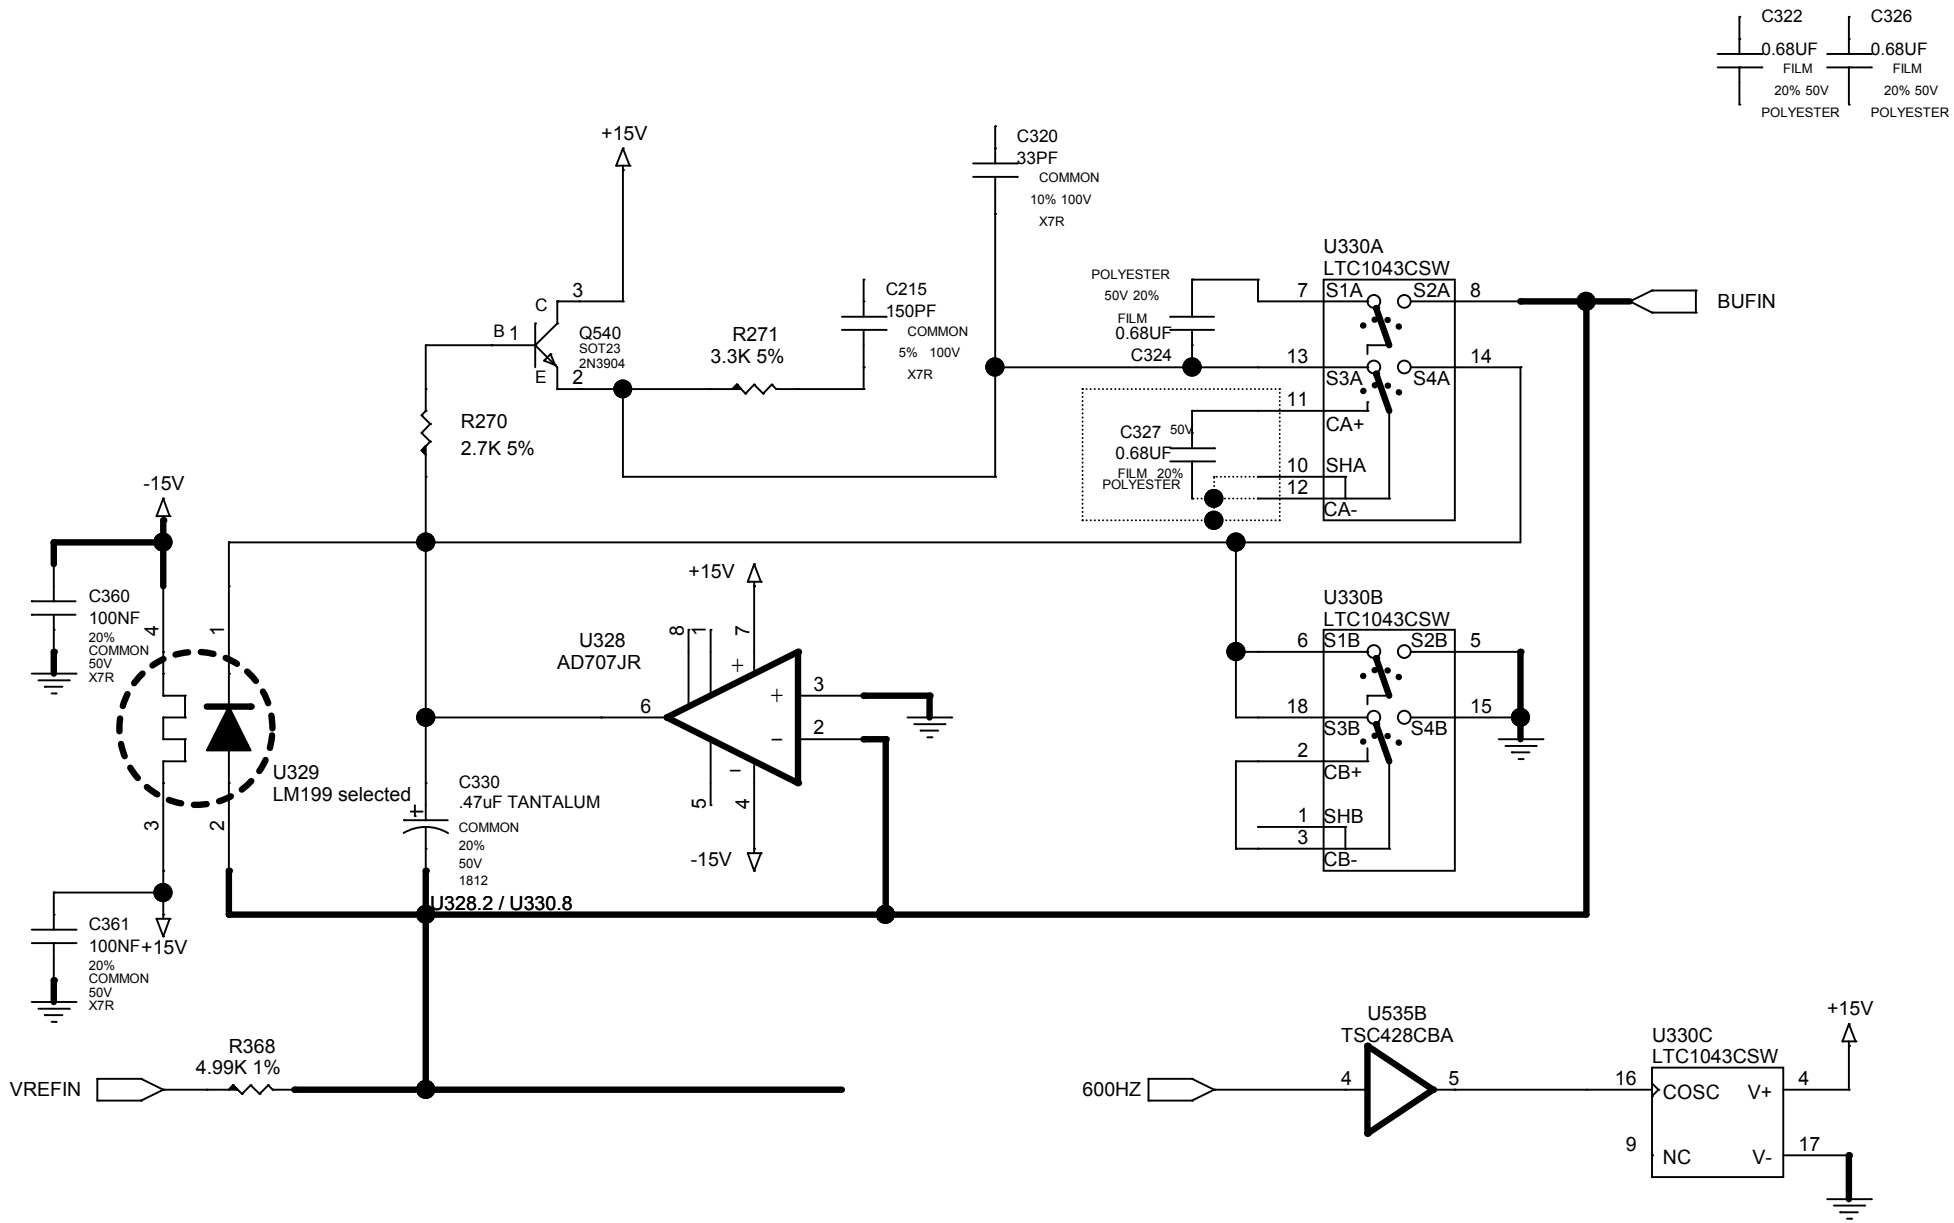 C322
0.68UF
FILM
20% 50V
POLYESTER
C326
0.68UF
FILM
20% 50V
POLYESTER
+15V
C320
33PF
COMMON
10% 100V
X7R
C
3
B 1
Q540
SOT23
2N3904
E
2
R271
3.3K 5%
C215
150PF
COMMON
5% 100V
X7R
POLYESTER
50V 20%
FILM
0.68UF
C324
U330A
LTC1043CSW
7
S1A
S2A
8
BUFIN
13
S3A
S4A
14
11
CA+
10
SHA
12
CA-
C327
50V
0.68UF
FILM 20%
POLYESTER
R270
2.7K 5%
-15V
C360
100NF
20%
COMMON
50V
X7R
4
1
3
2
U329
LM199 selected
+15V
U328
AD707JR
8
1
7
+
6
+
3
−
2
5
−
4
-15V
U330B
LTC1043CSW
6
S1B
S2B
5
18
S3B
S4B
15
2
CB+
1
SHB
3
CB-
+
C330
.47uF TANTALUM
COMMON
20%
50V
1812
U328.2 / U330.8
C361
100NF
+15V
20%
COMMON
50V
X7R
R368
4.99K 1%
VREFIN
600HZ
U535B
TSC428CBA
4
5
U330C
LTC1043CSW
+15V
16
COSC
V+
4
9
NC
V-
17